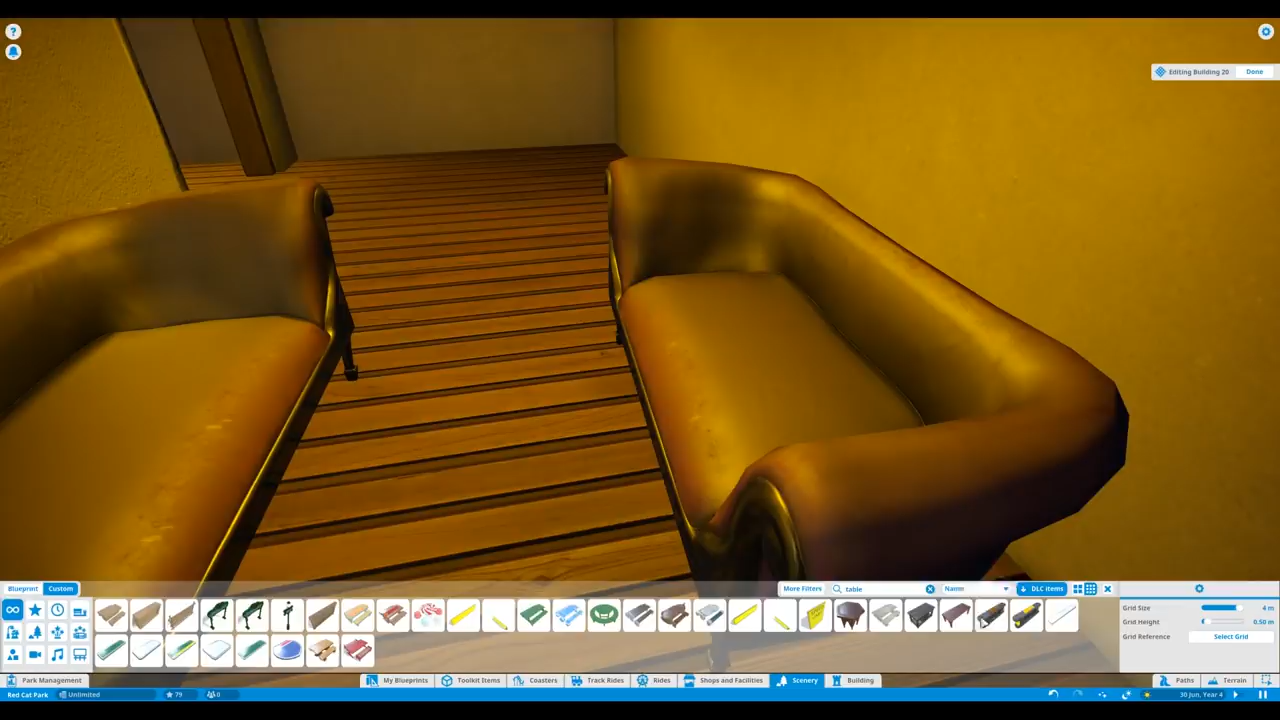 ?
Editing Building 20 Done
Blueprint Custom
More Filters table Name DLC items
Grid Size 4 m
Grid Height 0.50 m
Grid Reference Select Grid
Park Management My Blueprints Toolkit Items Coasters Track Rides Rides Shops and Facilities Scenery Building Paths Terrain
Red Cat Park Unlimited 79 0 30 Jun, Year 4